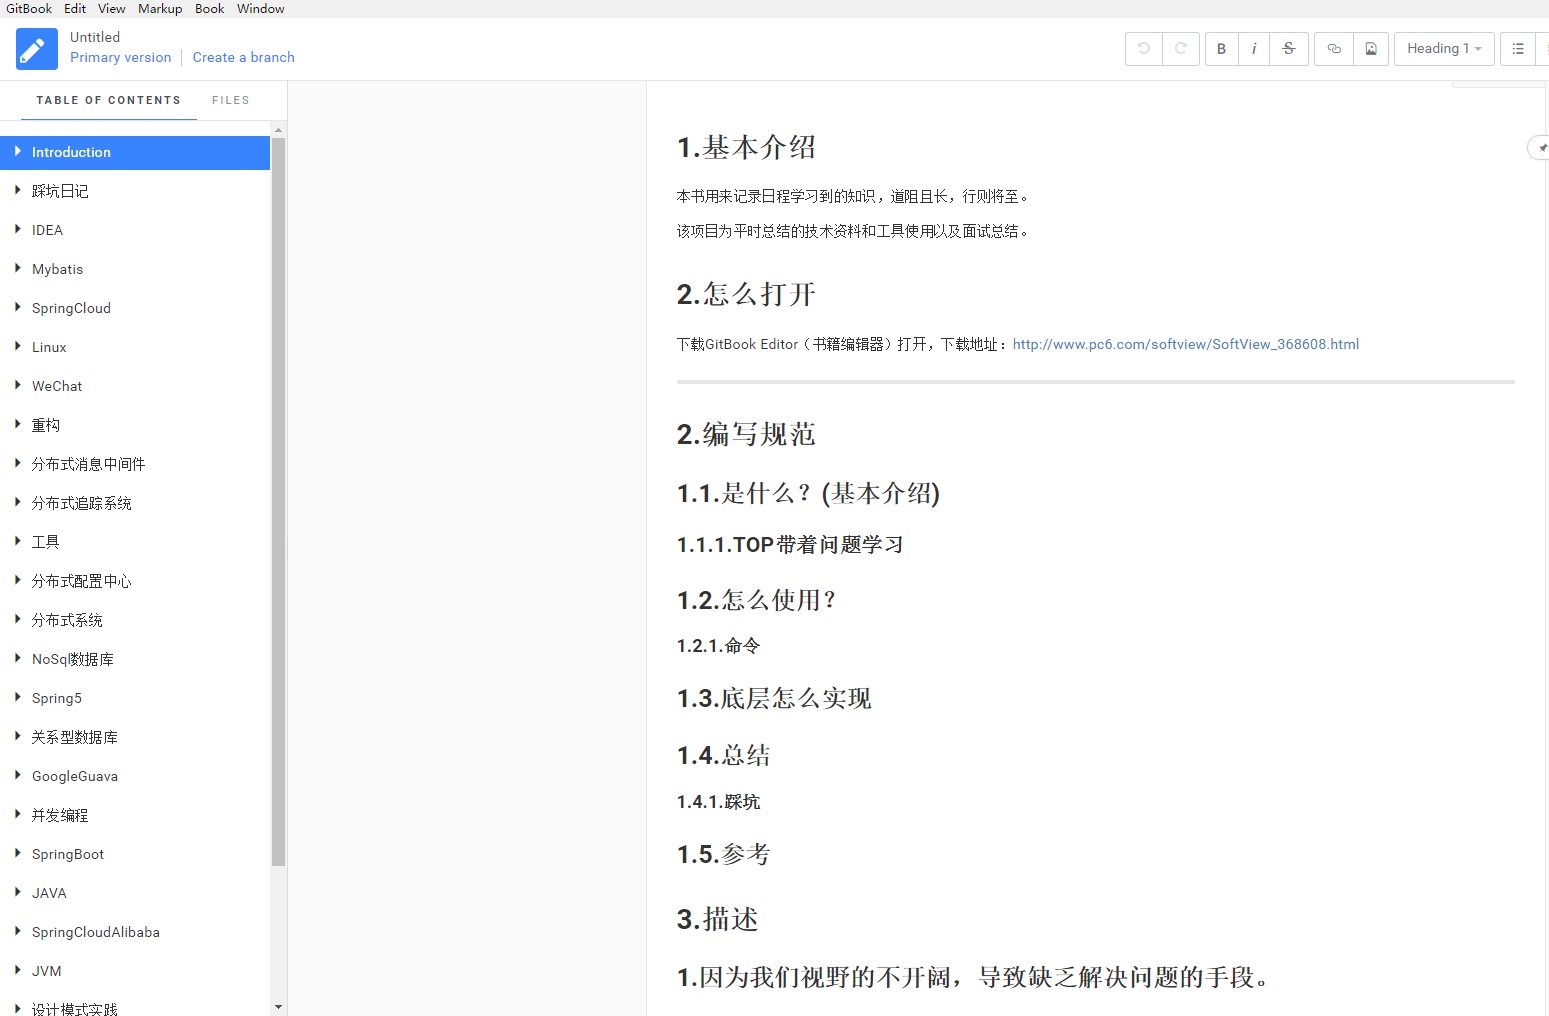 GitBook Edit View Markup Book Window
Untitled
Primary version Create a branch
B i S Heading 1
TABLE OF CONTENTS FILES
Introduction
踩坑日记
IDEA
Mybatis
SpringCloud
Linux
WeChat
重构
分布式消息中间件
分布式追踪系统
工具
分布式配置中心
分布式系统
NoSql数据库
Spring5
关系型数据库
GoogleGuava
并发编程
SpringBoot
JAVA
SpringCloudAlibaba
JVM
设计模式实践
1.基本介绍
本书用来记录日程学习到的知识，道阻且长，行则将至。
该项目为平时总结的技术资料和工具使用以及面试总结。
2.怎么打开
下载GitBook Editor（书籍编辑器）打开，下载地址：http://www.pc6.com/softview/SoftView_368608.html
2.编写规范
1.1.是什么？(基本介绍)
1.1.1.TOP带着问题学习
1.2.怎么使用？
1.2.1.命令
1.3.底层怎么实现
1.4.总结
1.4.1.踩坑
1.5.参考
3.描述
1.因为我们视野的不开阔，导致缺乏解决问题的手段。